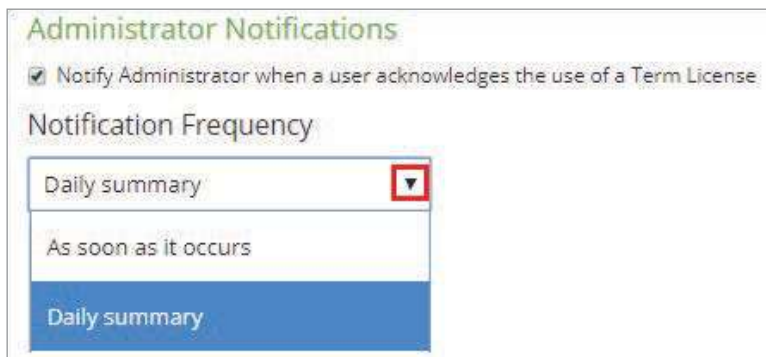 Administrator Notifications
Notify Administrator when a user acknowledges the use of a Term License
Notification Frequency
Daily summary
As soon as it occurs
Daily summary